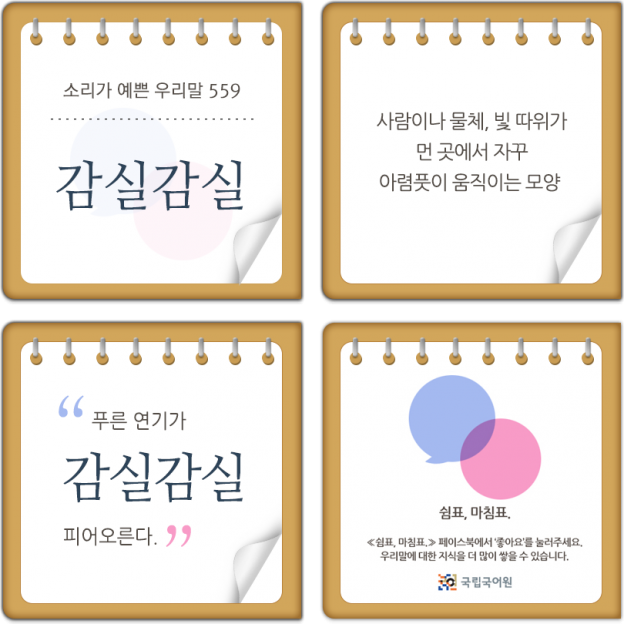 소리가 예쁜 우리말 559
감실감실
사람이나 물체, 빛 따위가
먼 곳에서 자꾸
아렴풋이 움직이는 모양
“ 푸른 연기가
감실감실
피어오른다. ”
쉼표, 마침표.
≪쉼표, 마침표.≫ 페이스북에서 '좋아요'를 눌러주세요.
우리말에 대한 지식을 더 많이 쌓을 수 있습니다.
국립국어원